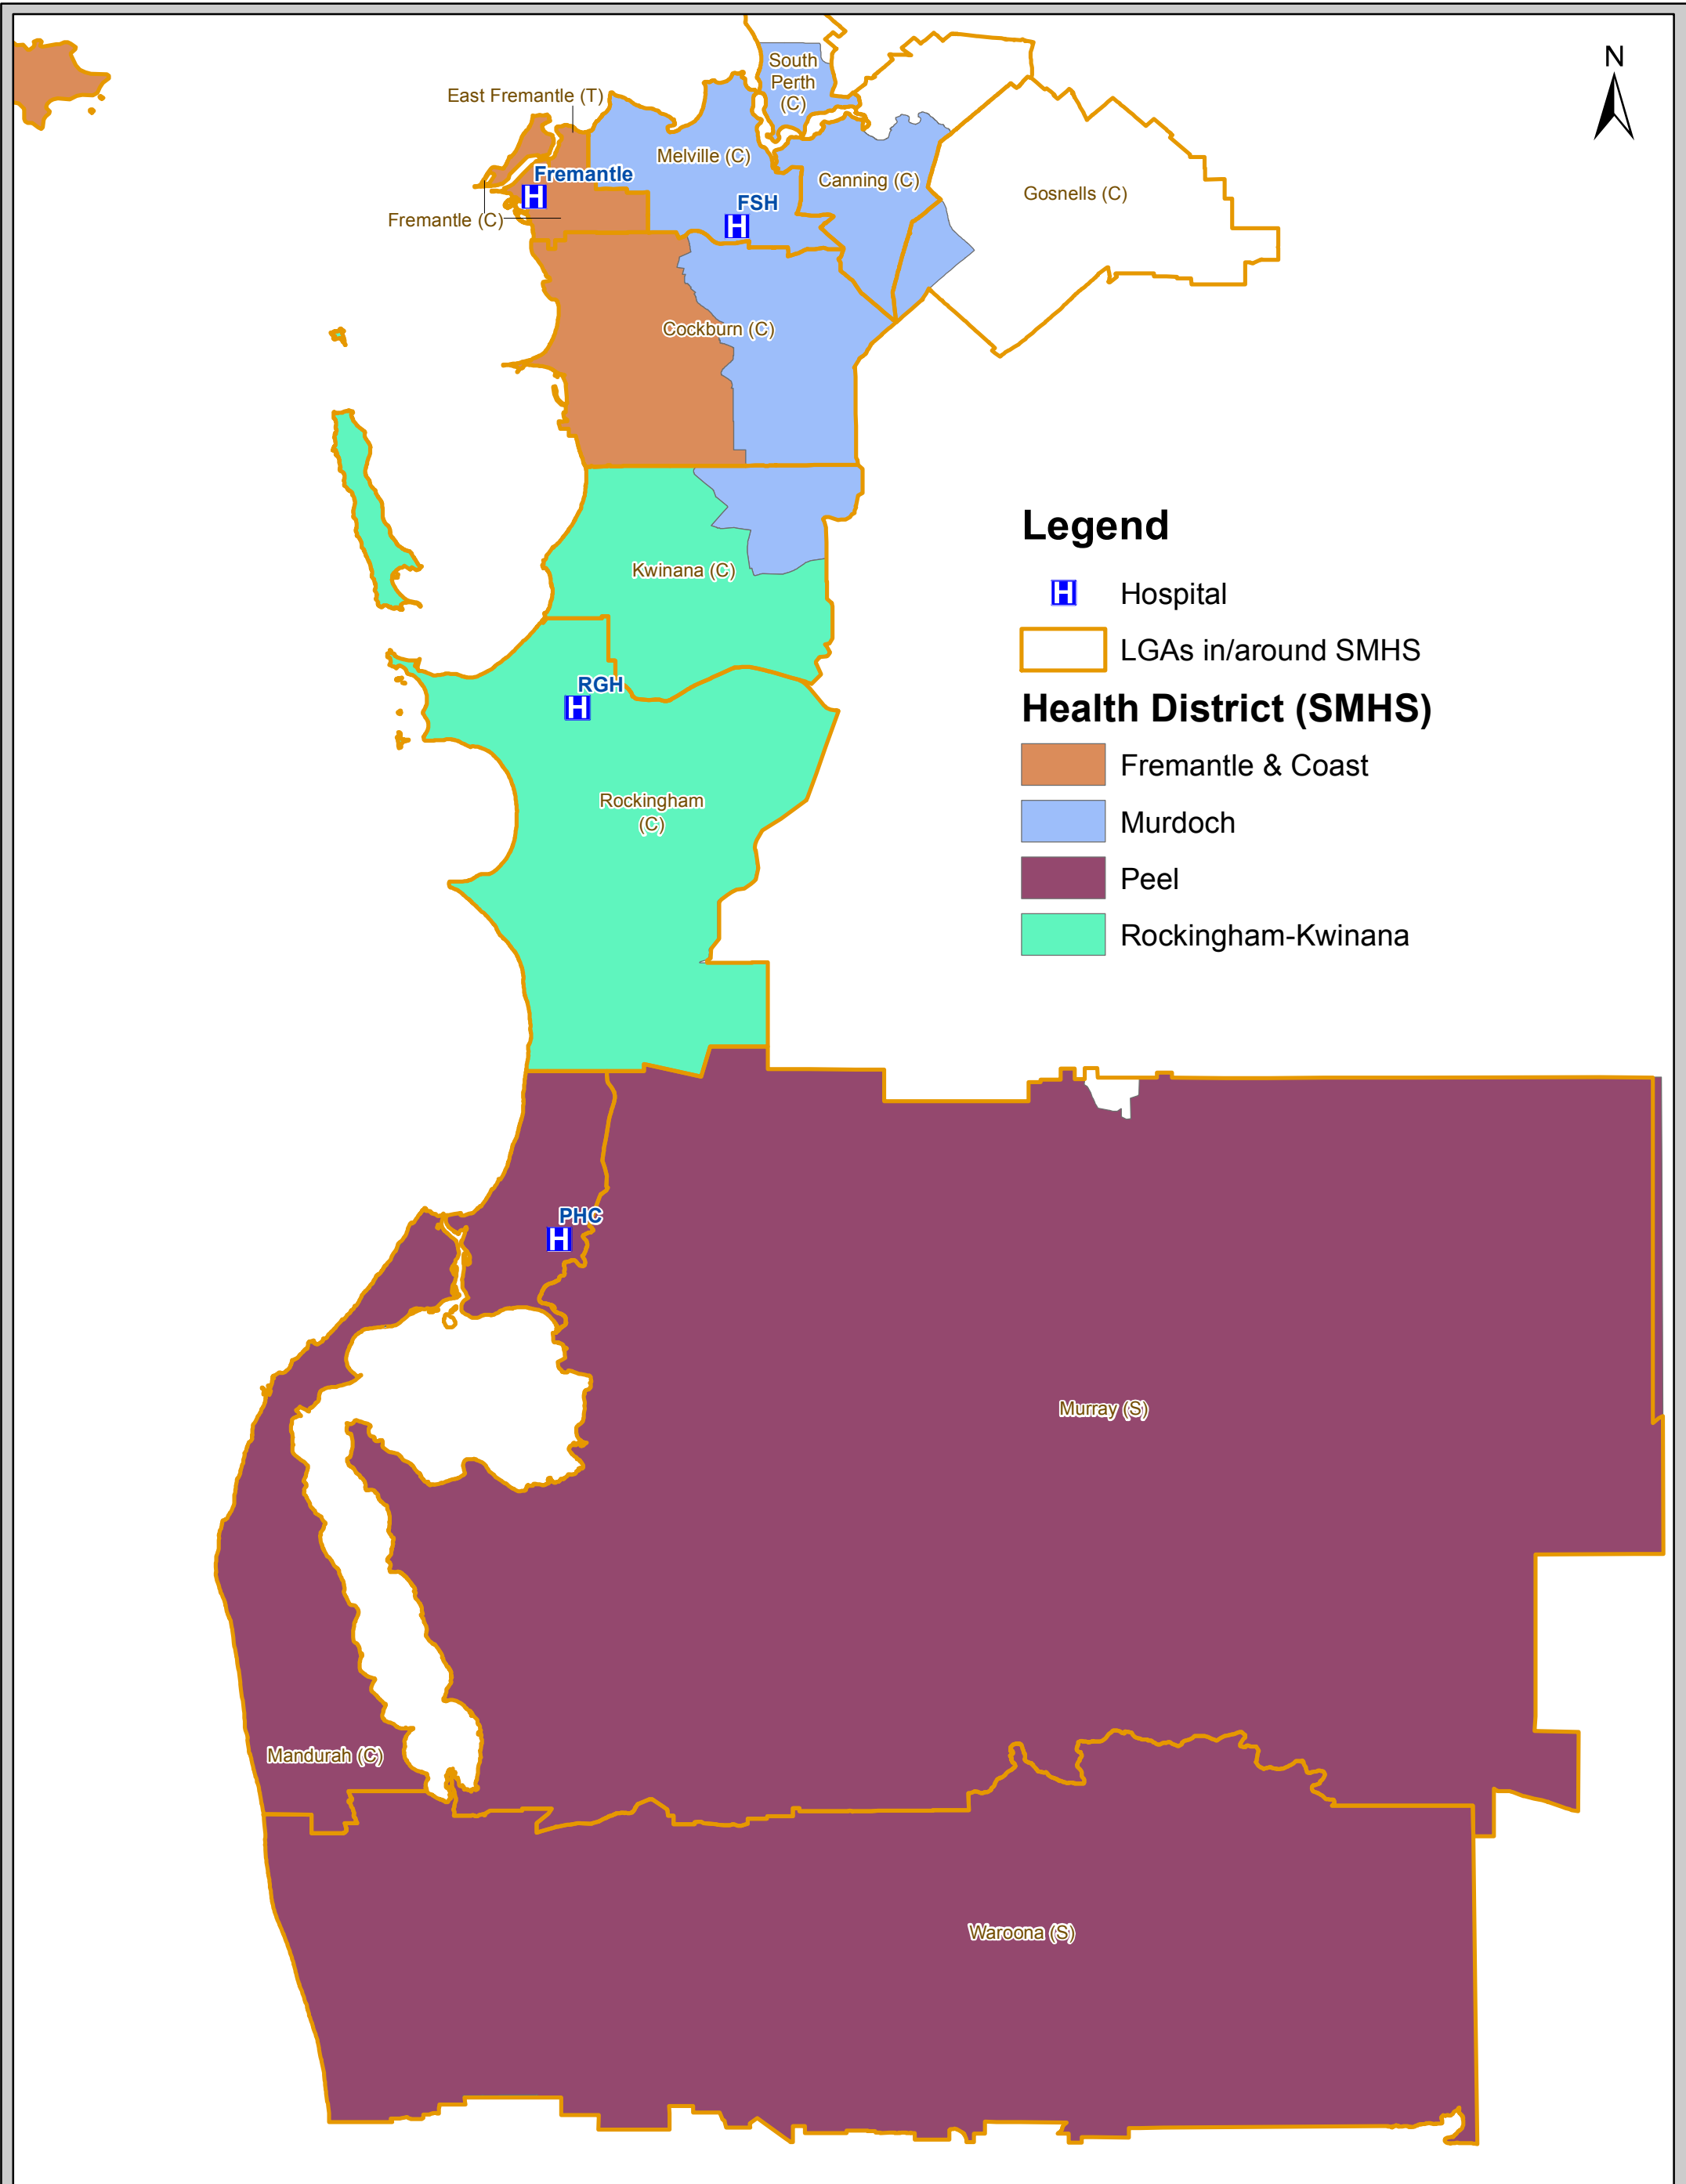 N
South
Perth
(C)
East Fremantle (T)
Melville (C)
Fremantle
Canning (C)
Gosnells (C)
FSH
H
H
Fremantle (C)
Cockburn (C)
Kwinana (C)
RGH
H
Rockingham
(C)
Legend
H Hospital
LGAs in/around SMHS
Health District (SMHS)
Fremantle & Coast
Murdoch
Peel
Rockingham-Kwinana
PHC
H
Murray (S)
Mandurah (C)
Waroona (S)